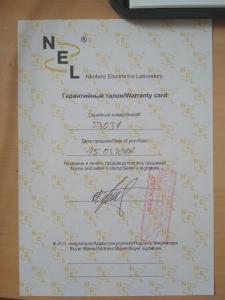 NEL®
Neoteric Electronics Laboratory
Гарантийный талон/Warranty card
Серийный номер/Serial#
Дата продажи/Date of purchase
Название и печать продавца/подпись продавца
Name and seller's stamp/Seller's signature
Ф.И.О. покупателя/Адрес покупателя/Подпись покупателя
Buyer Name/Address Buyer/Buyer signature